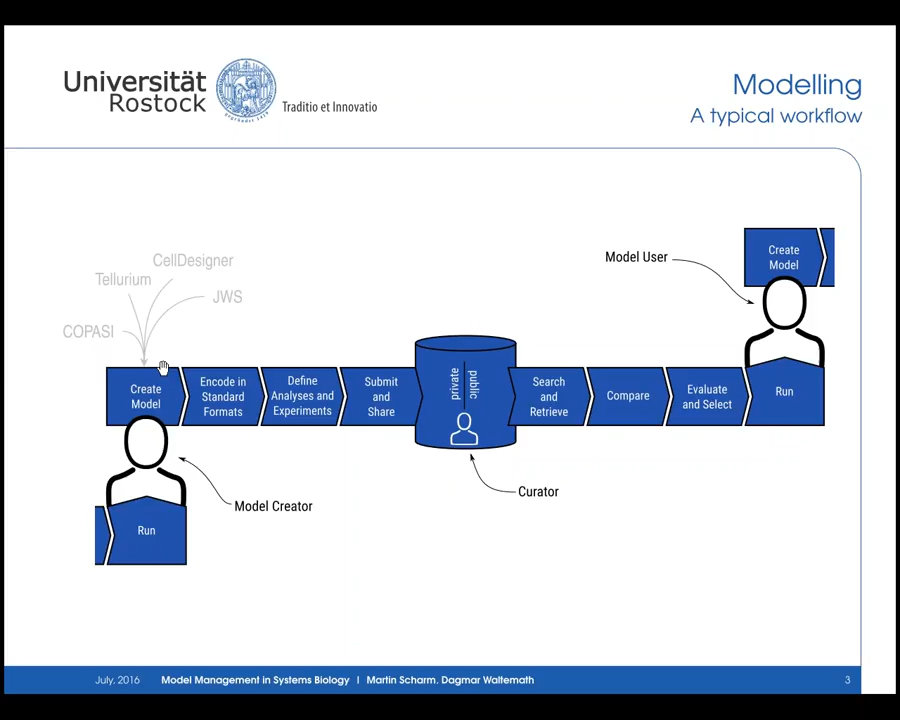 Universität
Rostock
Traditio et Innovatio
Modelling
A typical workflow
CellDesigner
Tellurium
JWS
COPASI
Model User
Create
Model
Create
Model
Encode in
Standard
Formats
Define
Analyses and
Experiments
Submit
and
Share
private
public
Search
and
Retrieve
Compare
Evaluate
and Select
Run
Model Creator
Curator
Run
July, 2016
Model Management in Systems Biology | Martin Scharm, Dagmar Waltemath
3